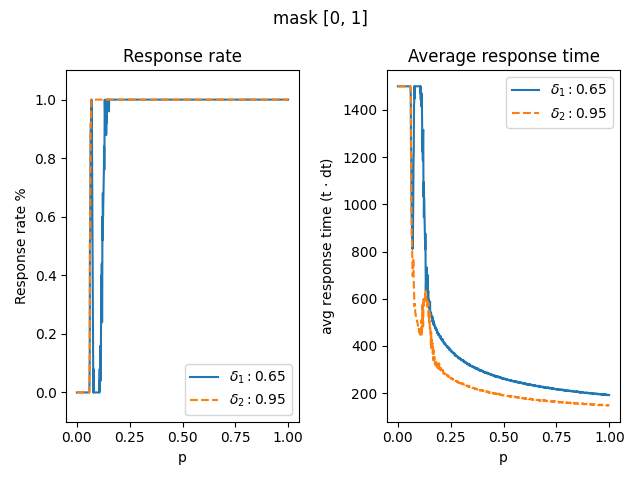 mask [0, 1]
Response rate
1.0
0.8
0.6
0.4
0.2
0.0
Response rate %
δ1 : 0.65
δ2 : 0.95
0.00 0.25 0.50 0.75 1.00
p
Average response time
1400
1200
1000
800
600
400
200
avg response time (t · dt)
δ1 : 0.65
δ2 : 0.95
0.00 0.25 0.50 0.75 1.00
p